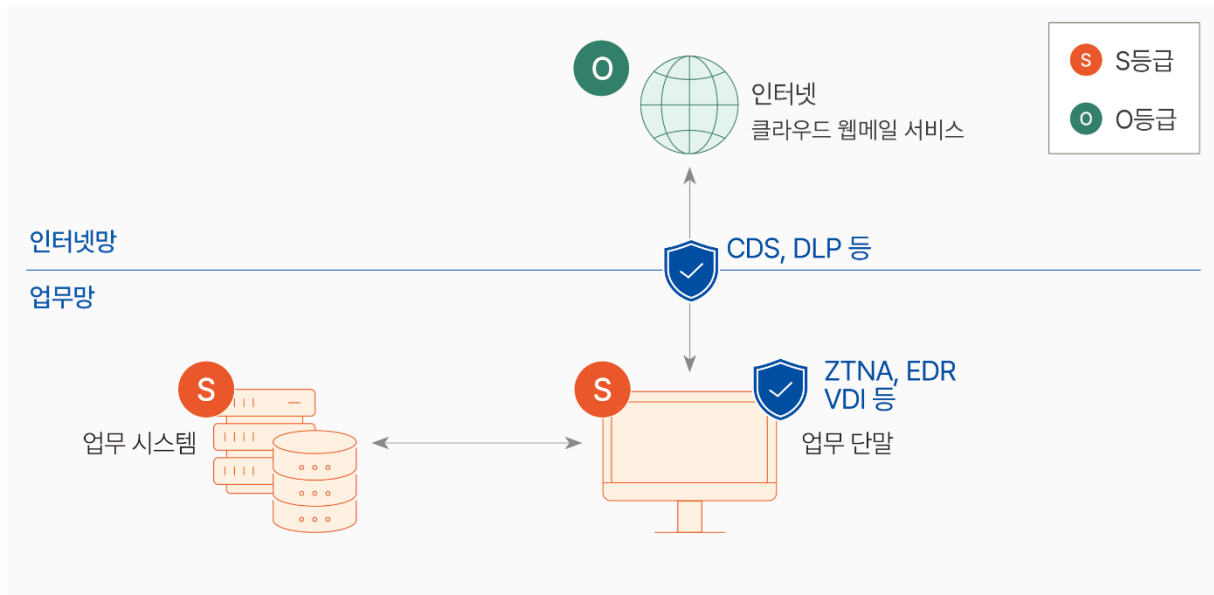 O
인터넷
클라우드 웹메일 서비스
S S등급
O O등급
인터넷망
CDS, DLP 등
업무망
S
업무 시스템
S
ZTNA, EDR
VDI 등
업무 단말